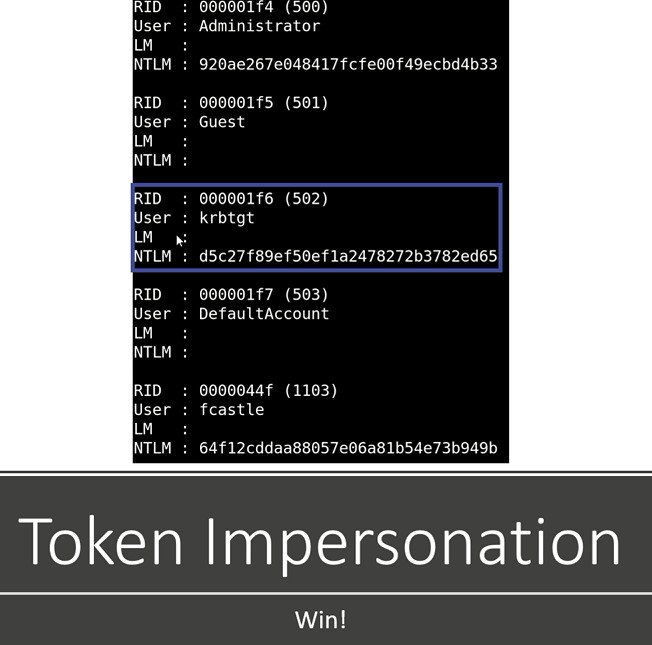 RID  : 000001f4 (500)
User : Administrator
LM   :
NTLM : 920ae267e048417fcfe00f49ecbd4b33
RID  : 000001f5 (501)
User : Guest
LM   :
NTLM :
RID  : 000001f6 (502)
User : krbtgt
LM   :
NTLM : d5c27f89ef50ef1a2478272b3782ed65
RID  : 000001f7 (503)
User : DefaultAccount
LM   :
NTLM :
RID  : 0000044f (1103)
User : fcastle
LM   :
NTLM : 64f12cddaa88057e06a81b54e73b949b
Token Impersonation
Win!